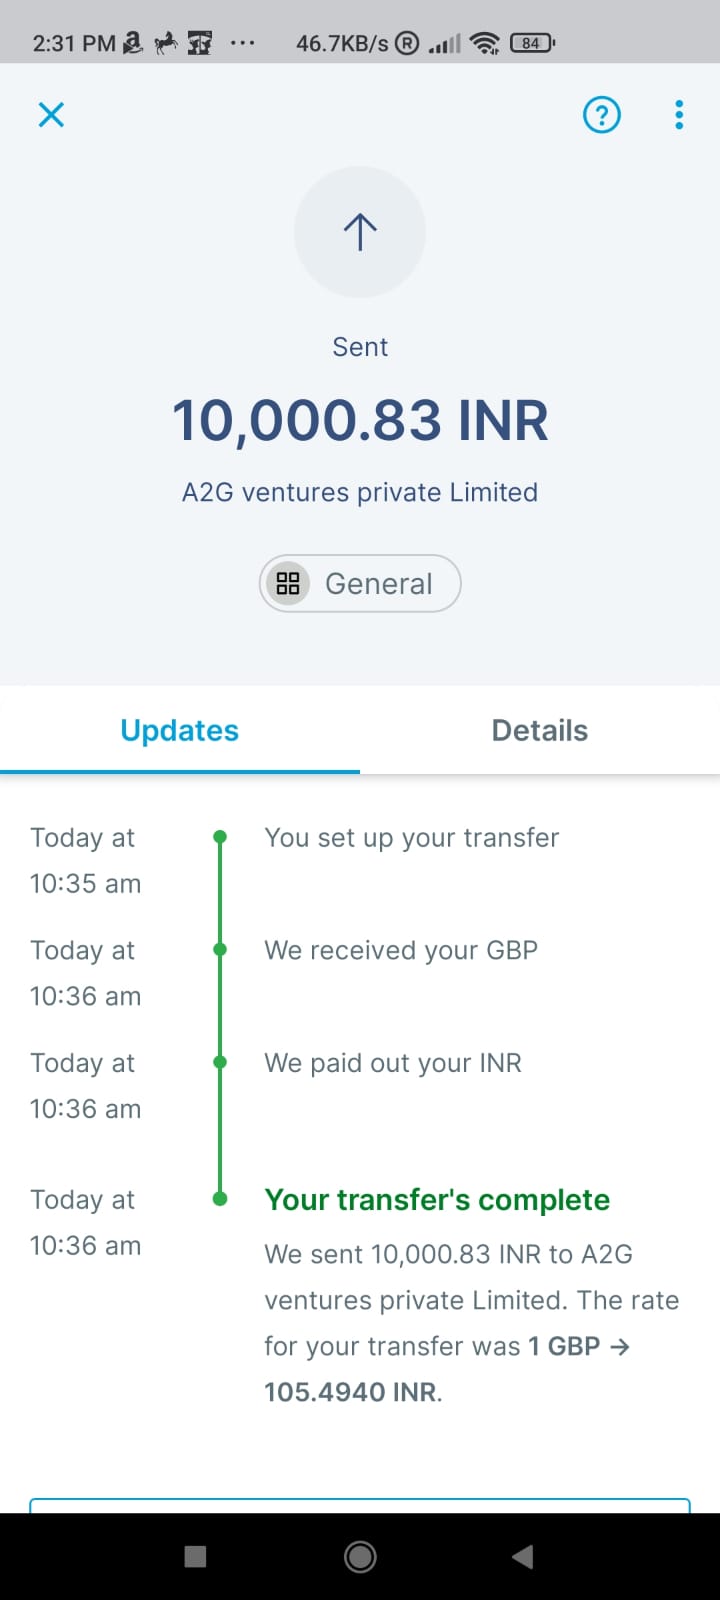 2:31 PM ... 46.7KB/s R 84
?
Sent
10,000.83 INR
A2G ventures private Limited
General
Updates Details
Today at
10:35 am
You set up your transfer
Today at
10:36 am
We received your GBP
Today at
10:36 am
We paid out your INR
Today at
10:36 am
Your transfer's complete
We sent 10,000.83 INR to A2G
ventures private Limited. The rate
for your transfer was 1 GBP →
105.4940 INR.